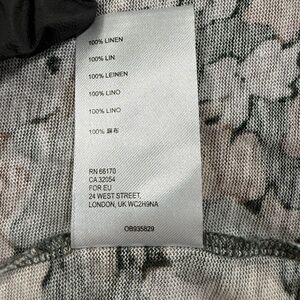 100% LINEN
100% LIN
100% LEINEN
100% LINO
100% LINO
100% 麻布
RN 66170
CA 32054
FOR EU
24 WEST STREET,
LONDON, UK WC2H9NA
OB935829